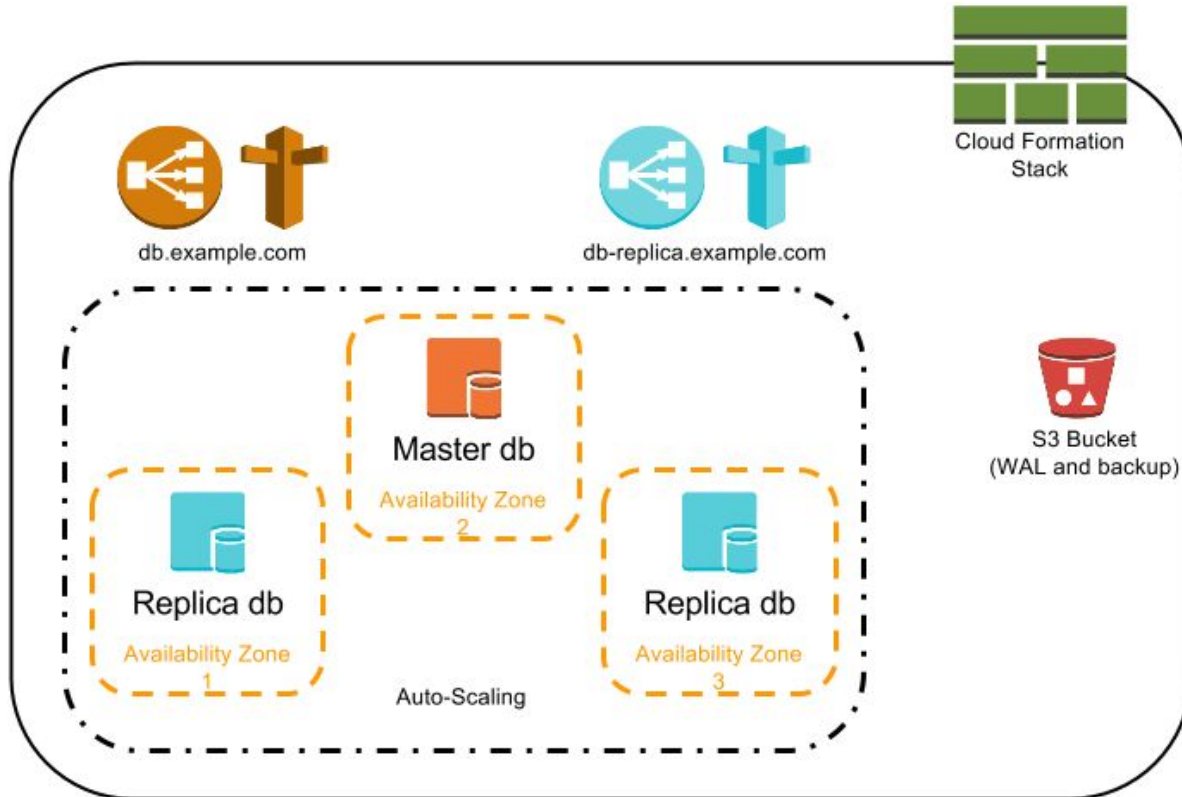 Cloud Formation
Stack
db.example.com
db-replica.example.com
Master db
Availability Zone
2
S3 Bucket
(WAL and backup)
Replica db
Availability Zone
1
Replica db
Availability Zone
3
Auto-Scaling